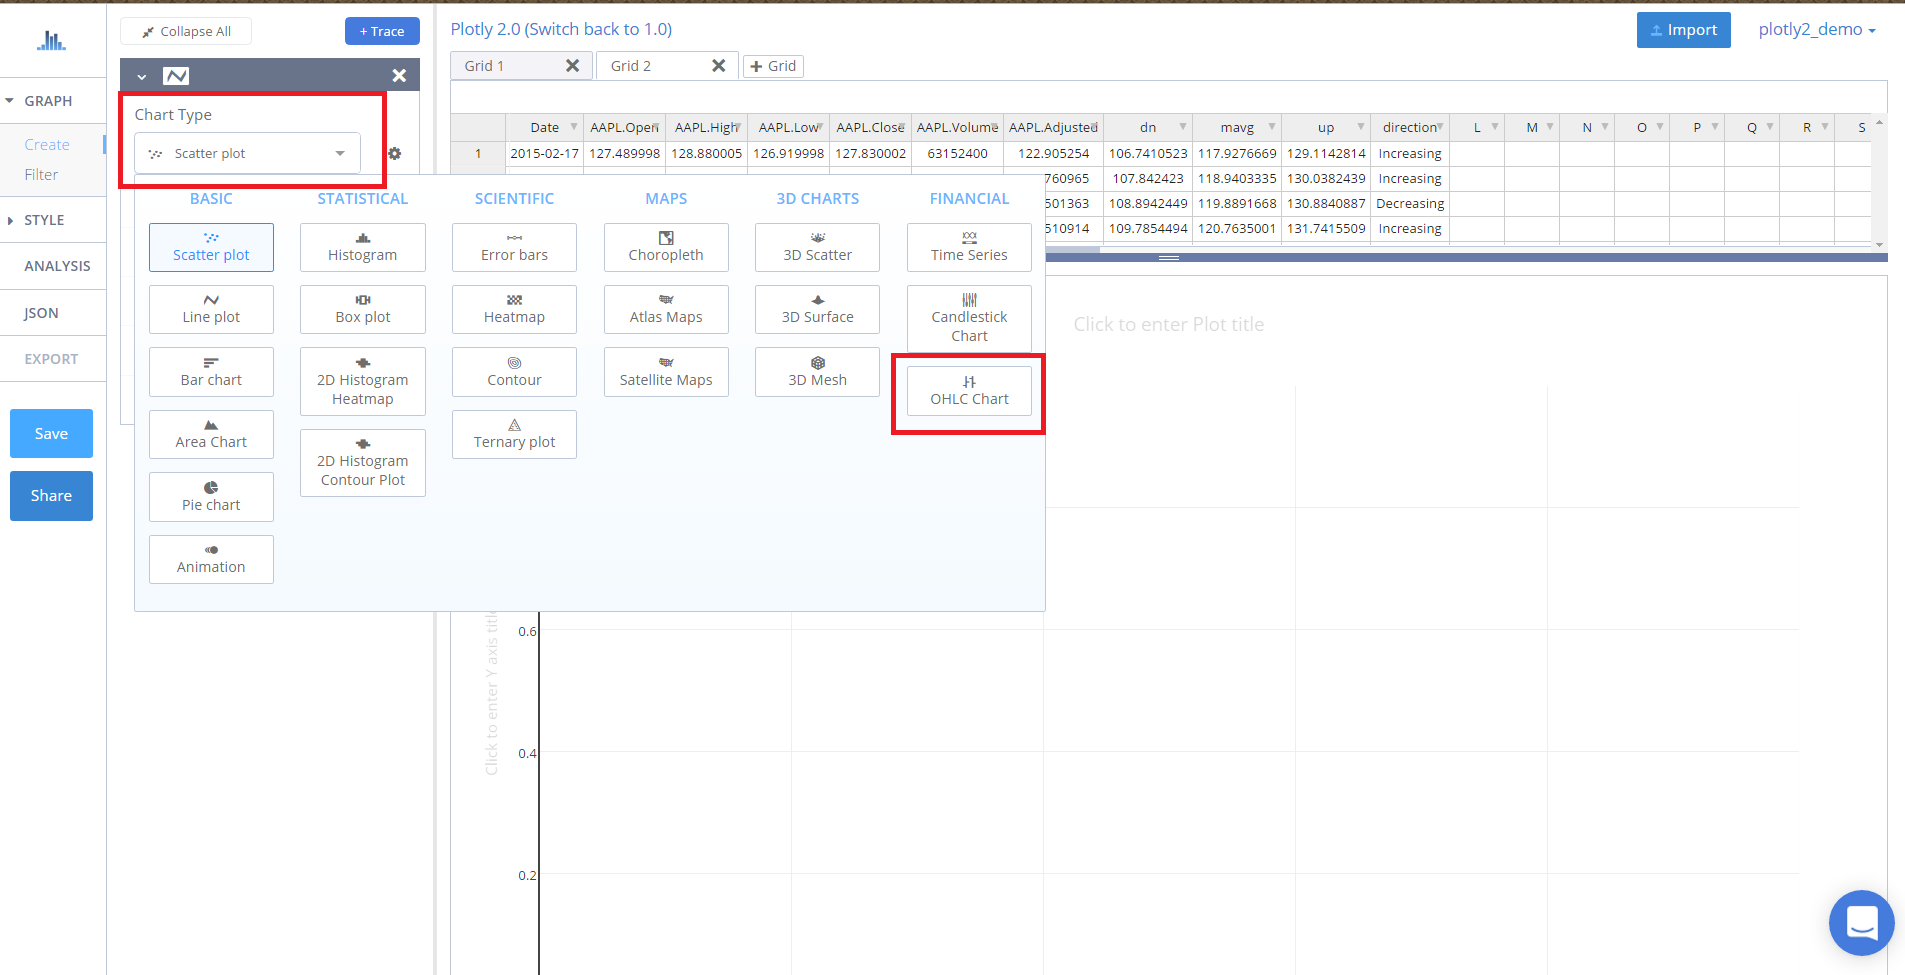 Collapse All
+ Trace
Plotly 2.0 (Switch back to 1.0)
Import
plotly2_demo
Grid 1
Grid 2
+ Grid
GRAPH
Create
Filter
STYLE
ANALYSIS
JSON
EXPORT
Save
Share
Chart Type
Scatter plot
Date AAPL.Open AAPL.High AAPL.Low AAPL.Close AAPL.Volume AAPL.Adjusted dn mavg up direction L M N O P Q R S
1 2015-02-17 127.489998 128.880005 126.919998 127.830002 63152400 122.905254 106.7410523 117.9276669 129.1142814 Increasing
760965 107.842423 118.9403335 130.0382439 Increasing
501363 108.8942449 119.8891668 130.8840887 Decreasing
510914 109.7854494 120.7635001 131.7415509 Increasing
BASIC
Scatter plot
Line plot
Bar chart
Area Chart
Pie chart
Animation
STATISTICAL
Histogram
Box plot
2D Histogram
Heatmap
2D Histogram
Contour Plot
SCIENTIFIC
Error bars
Heatmap
Contour
Ternary plot
MAPS
Choropleth
Atlas Maps
Satellite Maps
3D CHARTS
3D Scatter
3D Surface
3D Mesh
FINANCIAL
Time Series
Candlestick
Chart
OHLC Chart
Click to enter Plot title
Click to enter Y axis title
0.6
0.4
0.2